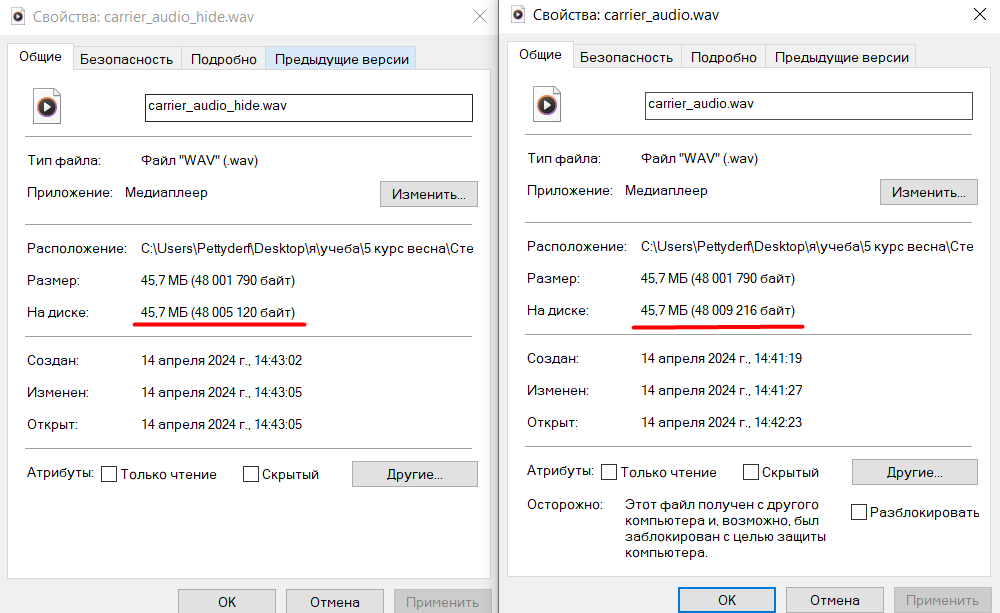 Свойства: carrier_audio_hide.wav
Общие Безопасность Подробно Предыдущие версии
carrier_audio_hide.wav
Тип файла: Файл "WAV" (.wav)
Приложение: Медиаплеер Изменить...
Расположение: C:\Users\Pettyderf\Desktop\я\учеба\5 курс весна\Сте
Размер: 45,7 МБ (48 001 790 байт)
На диске: 45,7 МБ (48 005 120 байт)
Создан: 14 апреля 2024 г., 14:43:02
Изменен: 14 апреля 2024 г., 14:43:05
Открыт: 14 апреля 2024 г., 14:43:05
Атрибуты: Только чтение Скрытый Другие...
ОК Отмена Применить
Свойства: carrier_audio.wav
Общие Безопасность Подробно Предыдущие версии
carrier_audio.wav
Тип файла: Файл "WAV" (.wav)
Приложение: Медиаплеер Изменить...
Расположение: C:\Users\Pettyderf\Desktop\я\учеба\5 курс весна\Сте
Размер: 45,7 МБ (48 001 790 байт)
На диске: 45,7 МБ (48 009 216 байт)
Создан: 14 апреля 2024 г., 14:41:19
Изменен: 14 апреля 2024 г., 14:41:27
Открыт: 14 апреля 2024 г., 14:42:23
Атрибуты: Только чтение Скрытый Другие...
Осторожно: Этот файл получен с другого
компьютера и, возможно, был
заблокирован с целью защиты
компьютера.
Разблокировать
ОК Отмена Применить